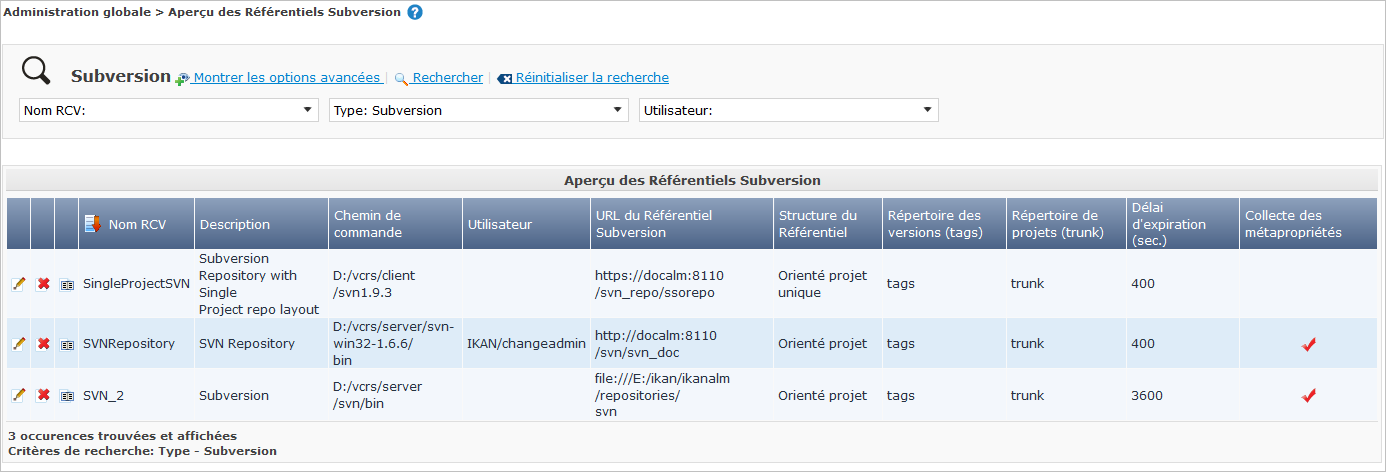 Administration globale > Aperçu des Référentiels Subversion ?
Subversion Montrer les options avancées | Rechercher | Réinitialiser la recherche
Nom RCV: Type: Subversion Utilisateur:
Aperçu des Référentiels Subversion
Nom RCV
Description
Chemin de
commande
Utilisateur
URL du Référentiel
Subversion
Structure du
Référentiel
Répertoire des
versions (tags)
Répertoire de
projets (trunk)
Délai
d'expiration
(sec.)
Collecte des
métapropriétés
SingleProjectSVN
Subversion
Repository with
Single
Project repo layout
D:/vcrs/client
/svn1.9.3
https://docalm:8110
/svn_repo/ssorepo
Orienté projet
unique
tags
trunk
400
SVNRepository
SVN Repository
D:/vcrs/server/svn-
win32-1.6.6/
bin
IKAN/changeadmin
http://docalm:8110
/svn/svn_doc
Orienté projet
tags
trunk
400
SVN_2
Subversion
D:/vcrs/server
/svn/bin
file:///E:/ikan/ikanalm
/repositories/
svn
Orienté projet
tags
trunk
3600
3 occurences trouvées et affichées
Critères de recherche: Type - Subversion